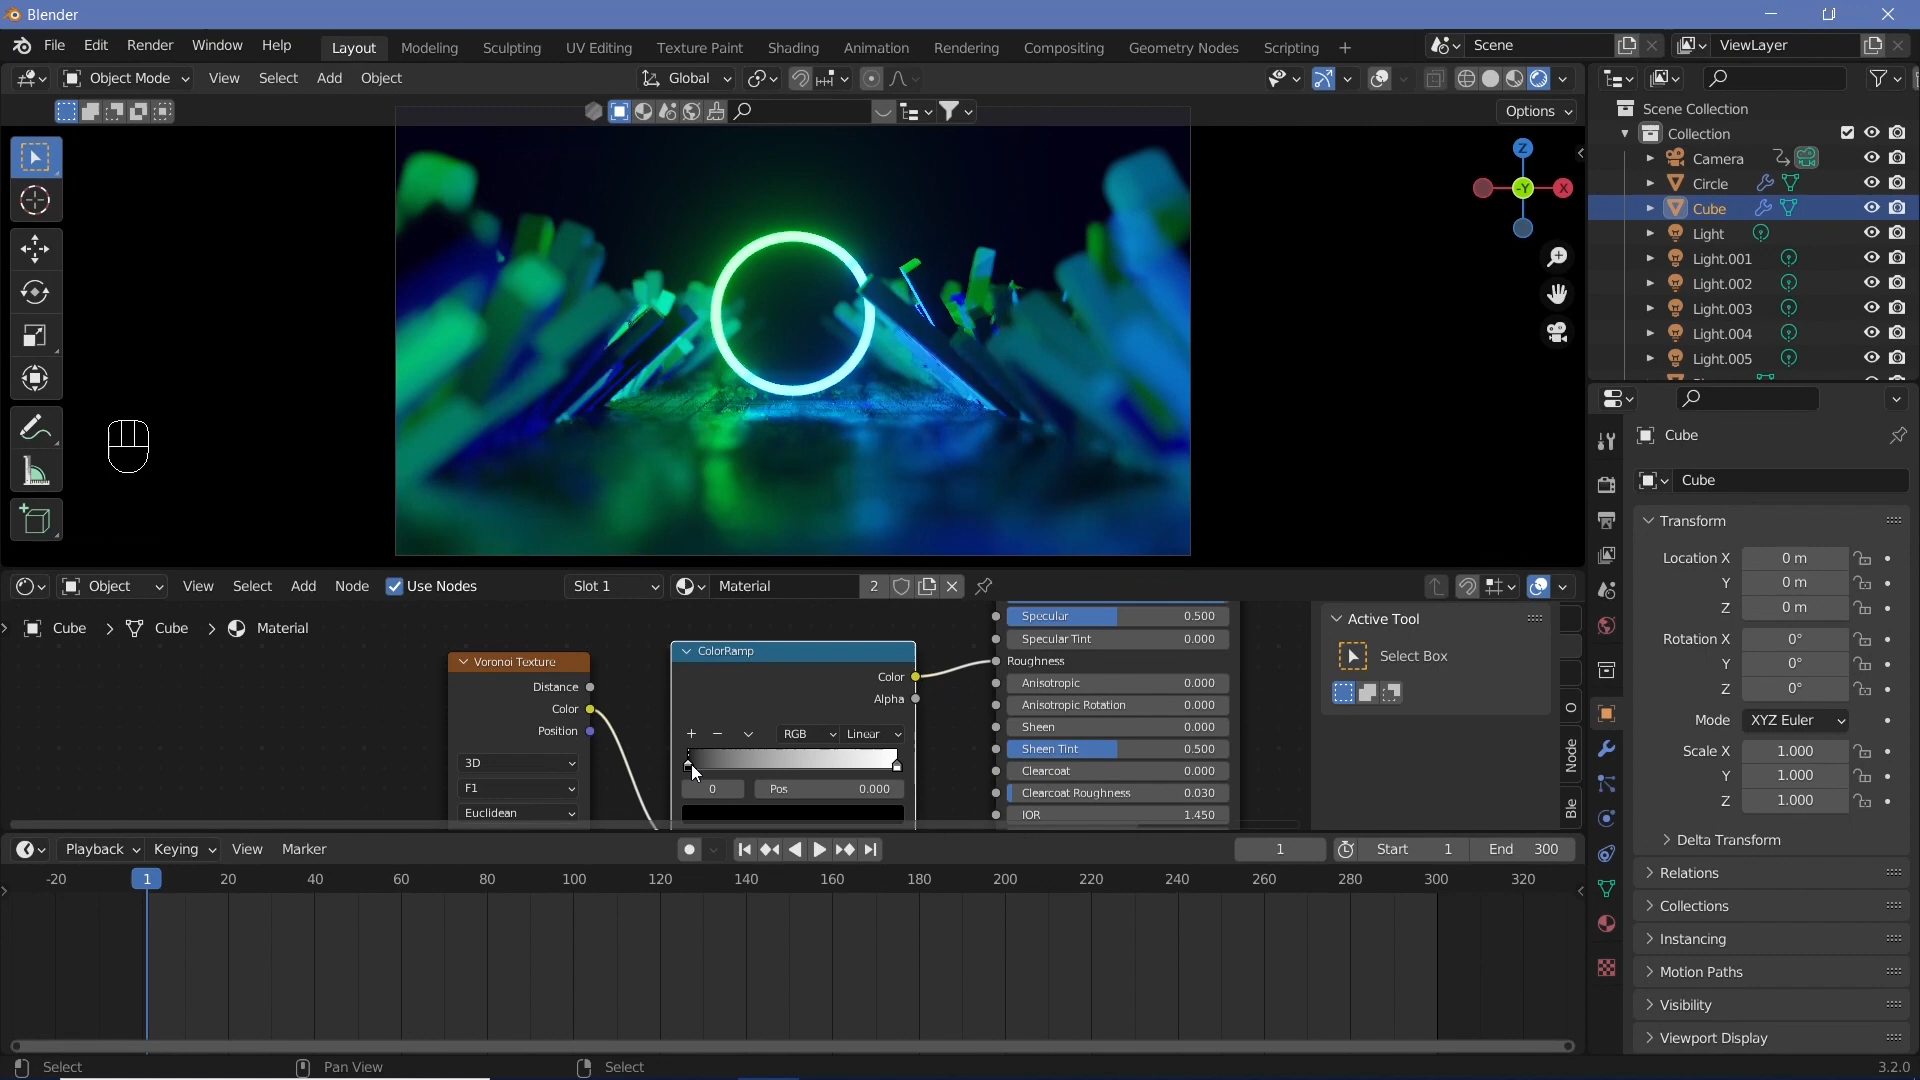 Blender
File Edit Render Window Help
Layout Modeling Sculpting UV Editing Texture Paint Shading Animation Rendering Compositing Geometry Nodes Scripting
Scene
ViewLayer
Object Mode View Select Add Object
Global
Options
Z
X
-Y
Scene Collection
Collection
Camera
Circle
Cube
Light
Light.001
Light.002
Light.003
Light.004
Light.005
Object View Select Add Node Use Nodes
Slot 1
Material
2
Cube > Cube > Material
Voronoi Texture
Distance
Color
Position
3D
F1
Euclidean
ColorRamp
Color
Alpha
RGB
Linear
0
Pos 0.000
Specular 0.500
Specular Tint 0.000
Roughness
Anisotropic 0.000
Anisotropic Rotation 0.000
Sheen 0.000
Sheen Tint 0.500
Clearcoat 0.000
Clearcoat Roughness 0.030
IOR 1.450
Active Tool
Select Box
Node
Cube
Cube
Transform
Location X 0 m
Y 0 m
Z 0 m
Rotation X 0°
Y 0°
Z 0°
Mode XYZ Euler
Scale X 1.000
Y 1.000
Z 1.000
Delta Transform
Relations
Collections
Instancing
Motion Paths
Visibility
Viewport Display
Playback Keying View Marker
1
Start 1
End 300
-20 1 20 40 60 80 100 120 140 160 180 200 220 240 260 280 300 320
Select
Pan View
Select
3.2.0